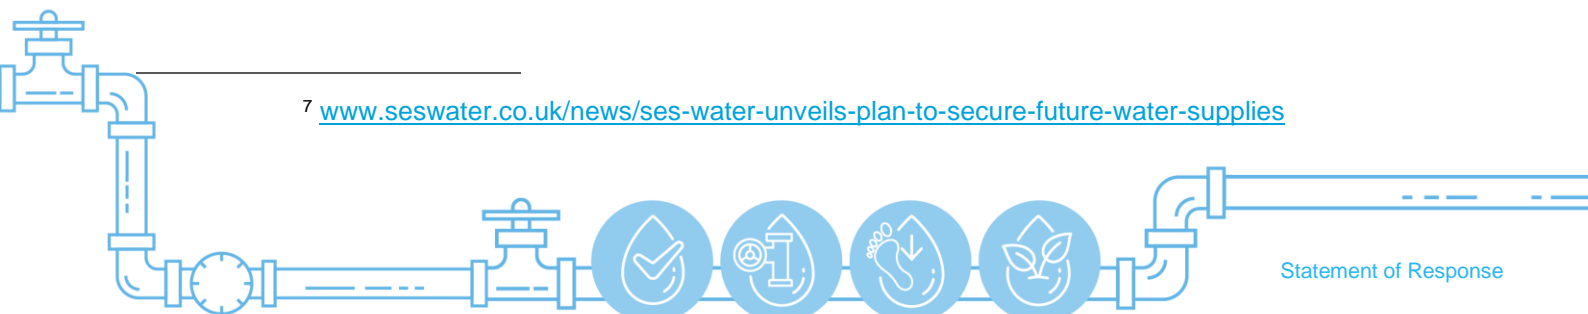 7 www.seswater.co.uk/news/ses-water-unveils-plan-to-secure-future-water-supplies
Statement of Response